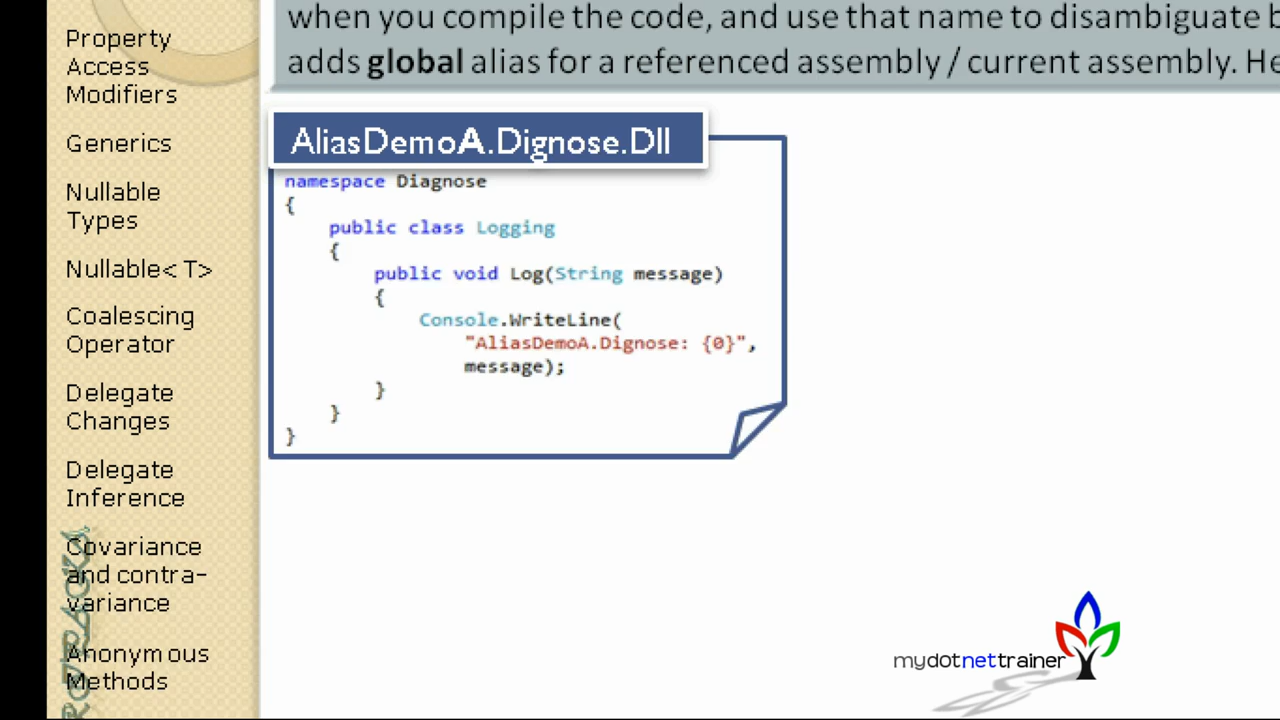 when you compile the code, and use that name to disambiguate
adds global alias for a referenced assembly / current assembly.
Property
Access
Modifiers
Generics
Nullable
Types
Nullable< T>
Coalescing
Operator
Delegate
Changes
Delegate
Inference
Covariance
and contra-
variance
Anonymous
Methods
AliasDemoA.Dignose.Dll
namespace Diagnose
{
    public class Logging
    {
        public void Log(String message)
        {
            Console.WriteLine(
                "AliasDemoA.Dignose: {0}",
                message);
        }
    }
}
mydotnettrainer